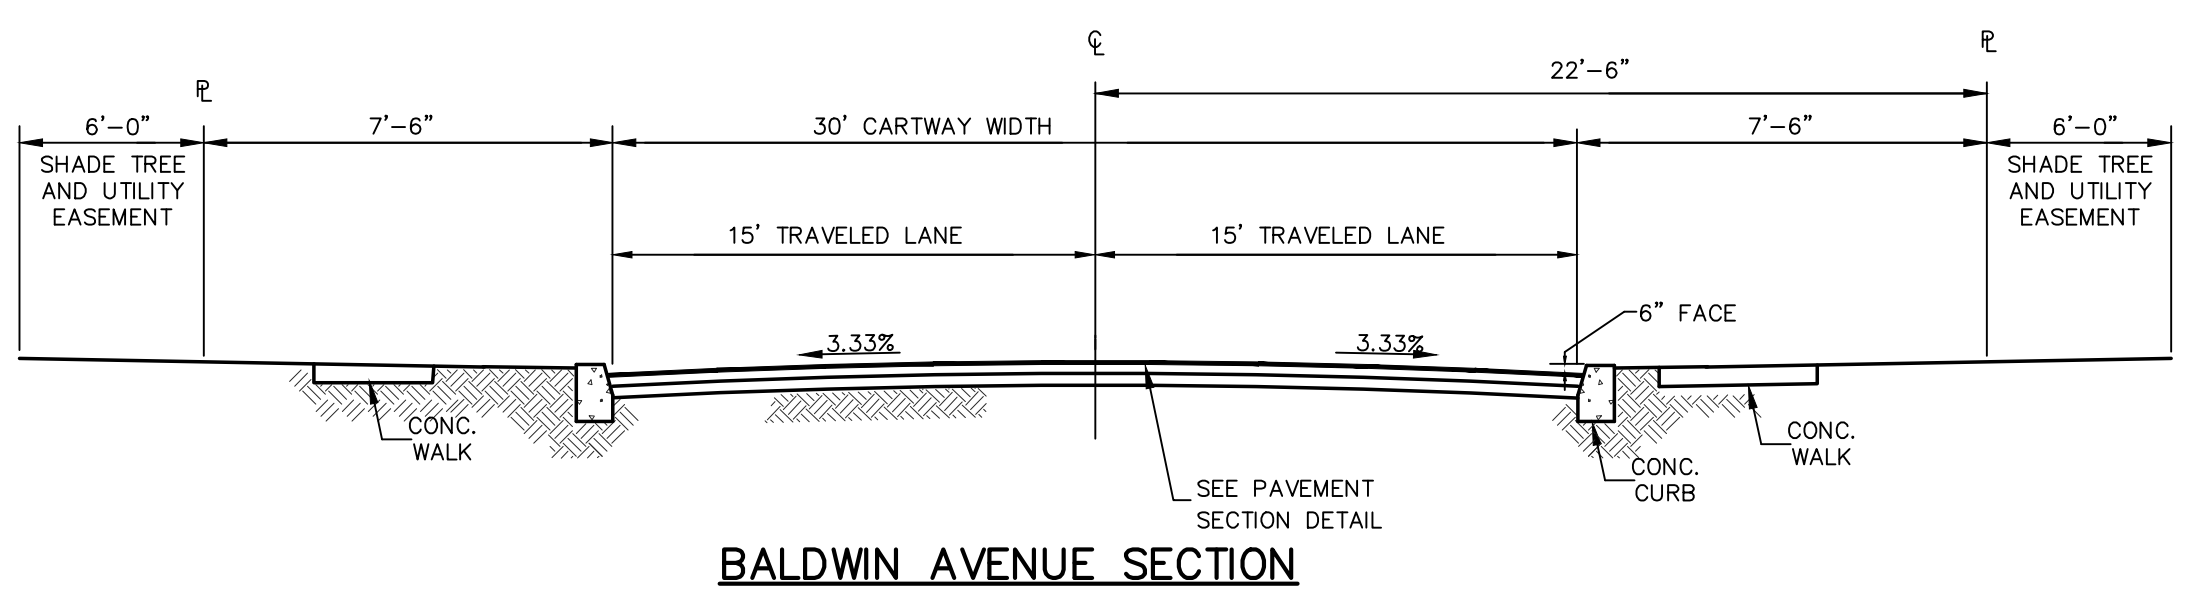 ℄
℄
22'-6"
℄
6'-0"
7'-6"
30' CARTWAY WIDTH
7'-6"
6'-0"
SHADE TREE
AND UTILITY
EASEMENT
SHADE TREE
AND UTILITY
EASEMENT
15' TRAVELED LANE
15' TRAVELED LANE
6" FACE
3.33%
3.33%
CONC.
WALK
CONC.
WALK
CONC.
CURB
SEE PAVEMENT
SECTION DETAIL
BALDWIN AVENUE SECTION